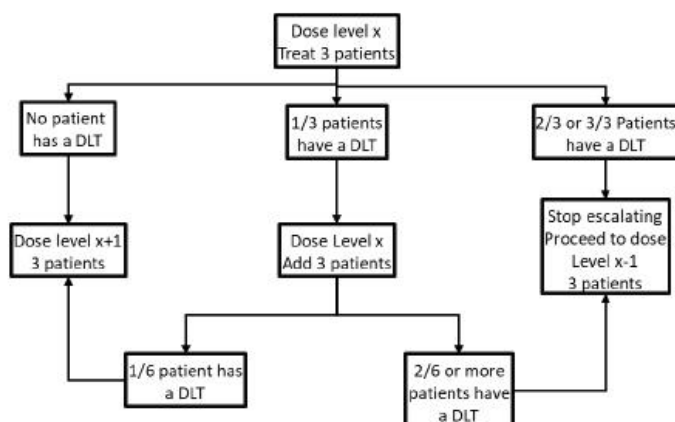 Dose level x
Treat 3 patients
No patient
has a DLT
1/3 patients
have a DLT
2/3 or 3/3 Patients
have a DLT
Dose level x+1
3 patients
Dose Level x
Add 3 patients
Stop escalating
Proceed to dose
Level x-1
3 patients
1/6 patient has
a DLT
2/6 or more
patients have
a DLT